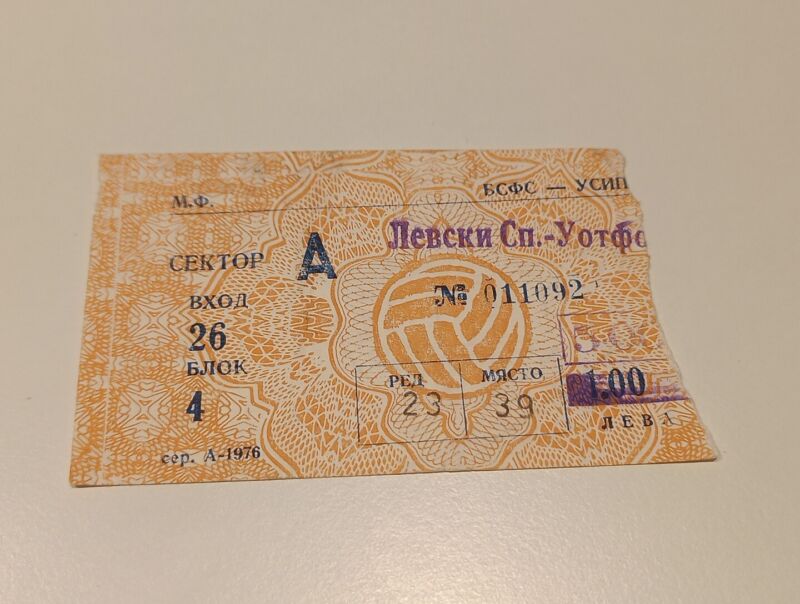 М.Ф.
БСФС — УСИП
Левски Сп.-Уотфо
СЕКТОР А
№ 011092
ВХОД
26
БЛОК
4
РЕД МЯСТО
23 39
1.00
ЛЕВА
сер. А-1976